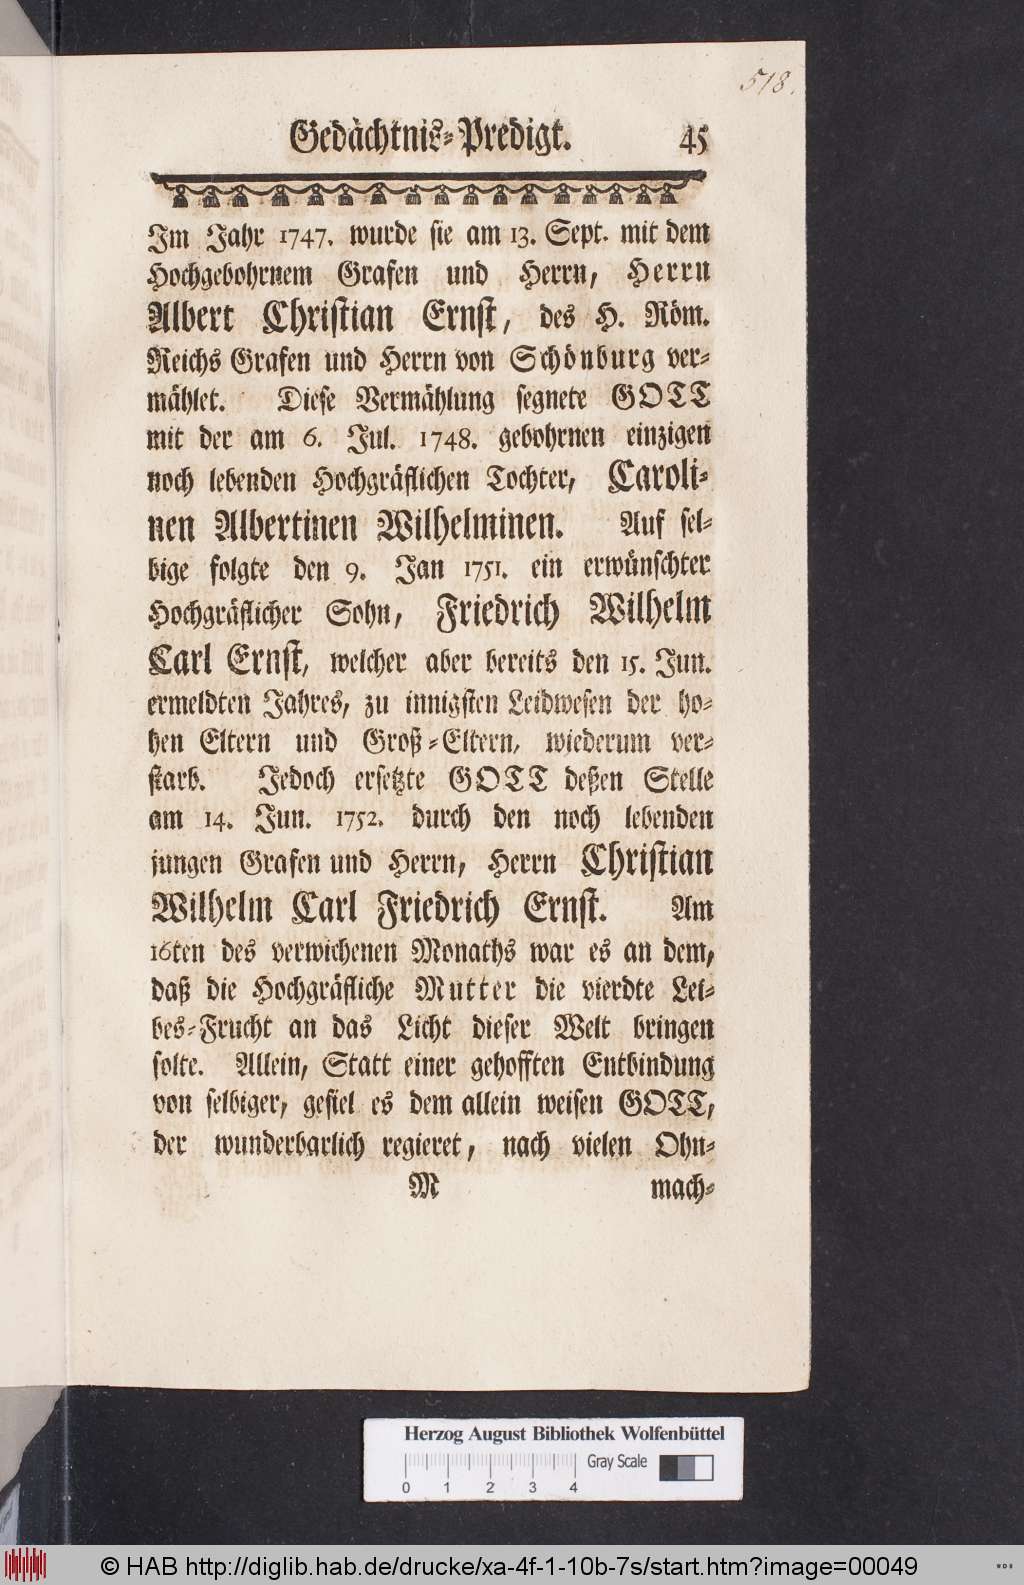 518.
Gedächtnis-Predigt. 45
Im Jahr 1747. wurde sie am 13. Sept. mit dem
Hochgebohrnem Grafen und Herrn, Herrn
Albert Christian Ernst, des H. Röm.
Reichs Grafen und Herrn von Schönburg ver-
mählet. Diese Vermählung segnete GOTT
mit der am 6. Jul. 1748. gebohrnen einzigen
noch lebenden Hochgräflichen Tochter, Caroli-
nen Albertinen Wilhelminen. Auf sel-
bige folgte den 9. Jan 1751. ein erwünschter
Hochgräflicher Sohn, Friedrich Wilhelm
Carl Ernst, welcher aber bereits den 15. Jun.
ermeldten Jahres, zu innigsten Leidwesen der ho-
hen Eltern und Groß-Eltern, wiederum ver-
starb. Jedoch ersetzte GOTT deßen Stelle
am 14. Jun. 1752. durch den noch lebenden
jungen Grafen und Herrn, Herrn Christian
Wilhelm Carl Friedrich Ernst. Am
16ten des verwichenen Monaths war es an dem,
daß die Hochgräfliche Mutter die vierdte Lei-
bes-Frucht an das Licht dieser Welt bringen
solte. Allein, Statt einer gehofften Entbindung
von selbiger, gefiel es dem allein weisen GOTT,
der wunderbarlich regieret, nach vielen Ohn-
M mach-
Herzog August Bibliothek Wolfenbüttel
Gray Scale
0 1 2 3 4
© HAB http://diglib.hab.de/drucke/xa-4f-1-10b-7s/start.htm?image=00049